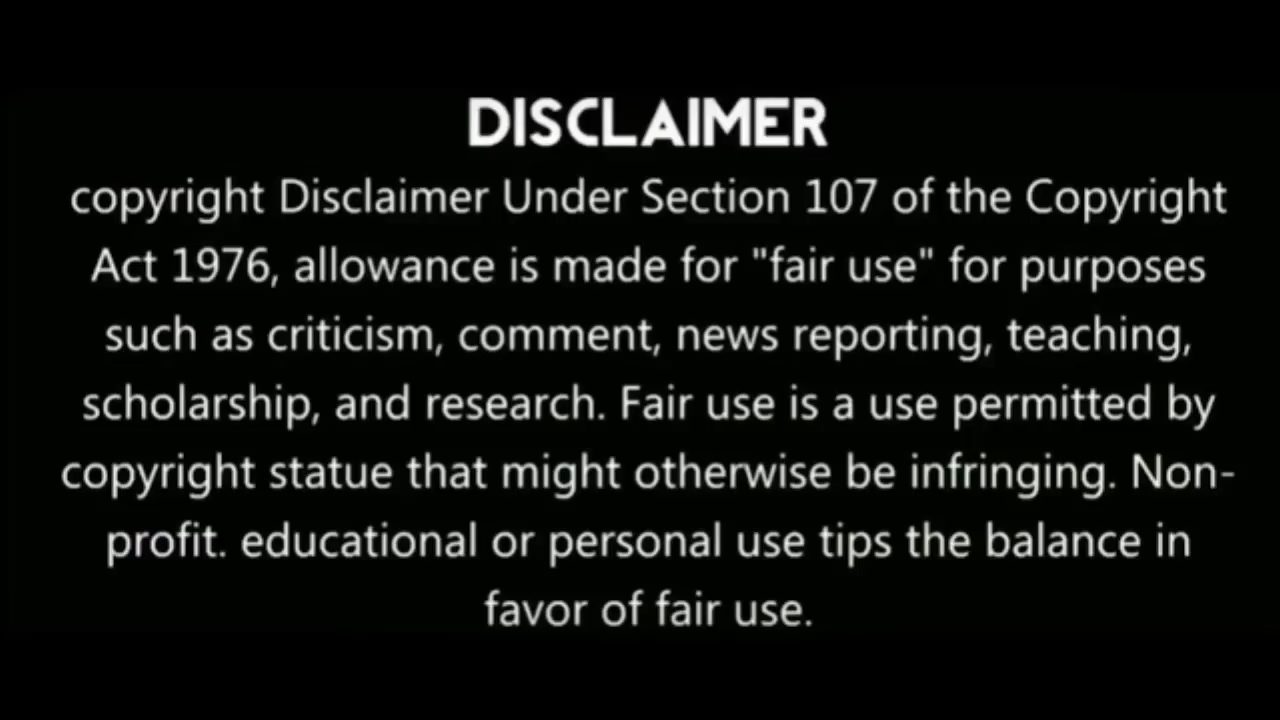 DISCLAIMER
copyright Disclaimer Under Section 107 of the Copyright
Act 1976, allowance is made for "fair use" for purposes
such as criticism, comment, news reporting, teaching,
scholarship, and research. Fair use is a use permitted by
copyright statue that might otherwise be infringing. Non-
profit. educational or personal use tips the balance in
favor of fair use.